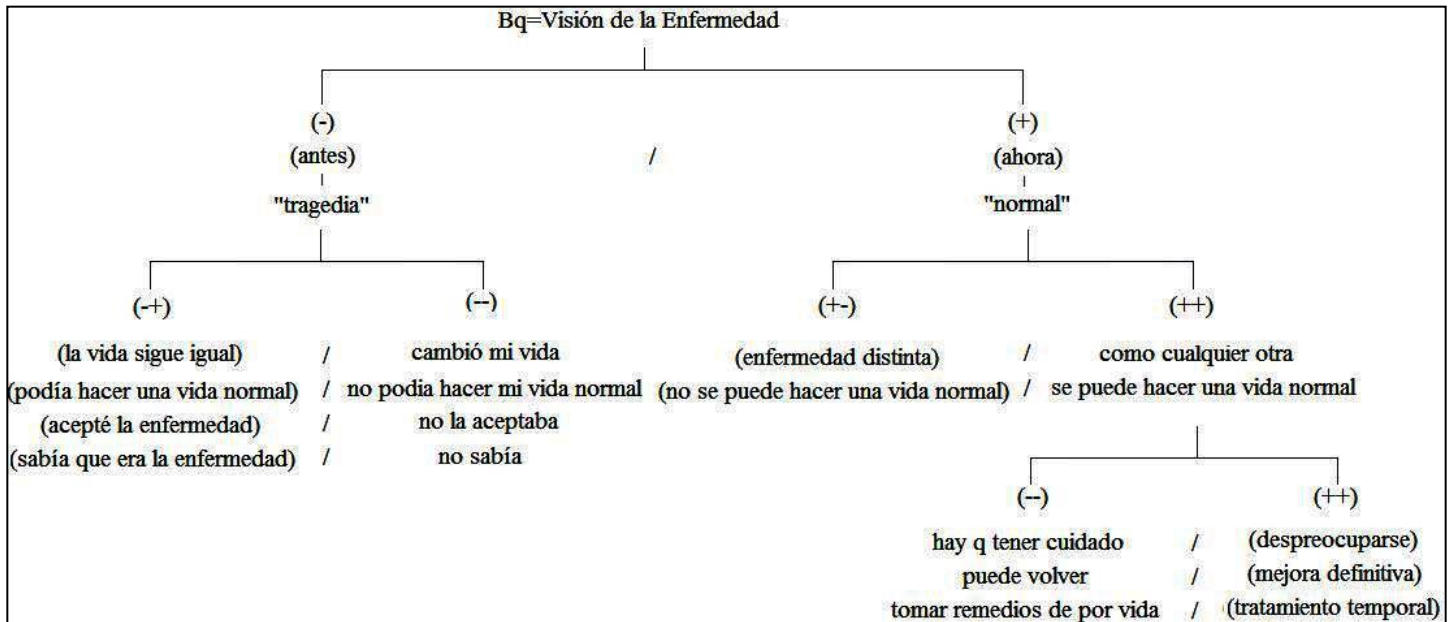 Bq=Visión de la Enfermedad
(-) (+)
(antes) / (ahora)
"tragedia" "normal"
(-+) (--) (+-) (++)
(la vida sigue igual) / cambió mi vida (enfermedad distinta) / como cualquier otra
(podía hacer una vida normal) / no podia hacer mi vida normal (no se puede hacer una vida normal) / se puede hacer una vida normal
(acepté la enfermedad) / no la aceptaba
(sabía que era la enfermedad) / no sabía
(--) (++)
hay q tener cuidado / (despreocuparse)
puede volver / (mejora definitiva)
tomar remedios de por vida / (tratamiento temporal)